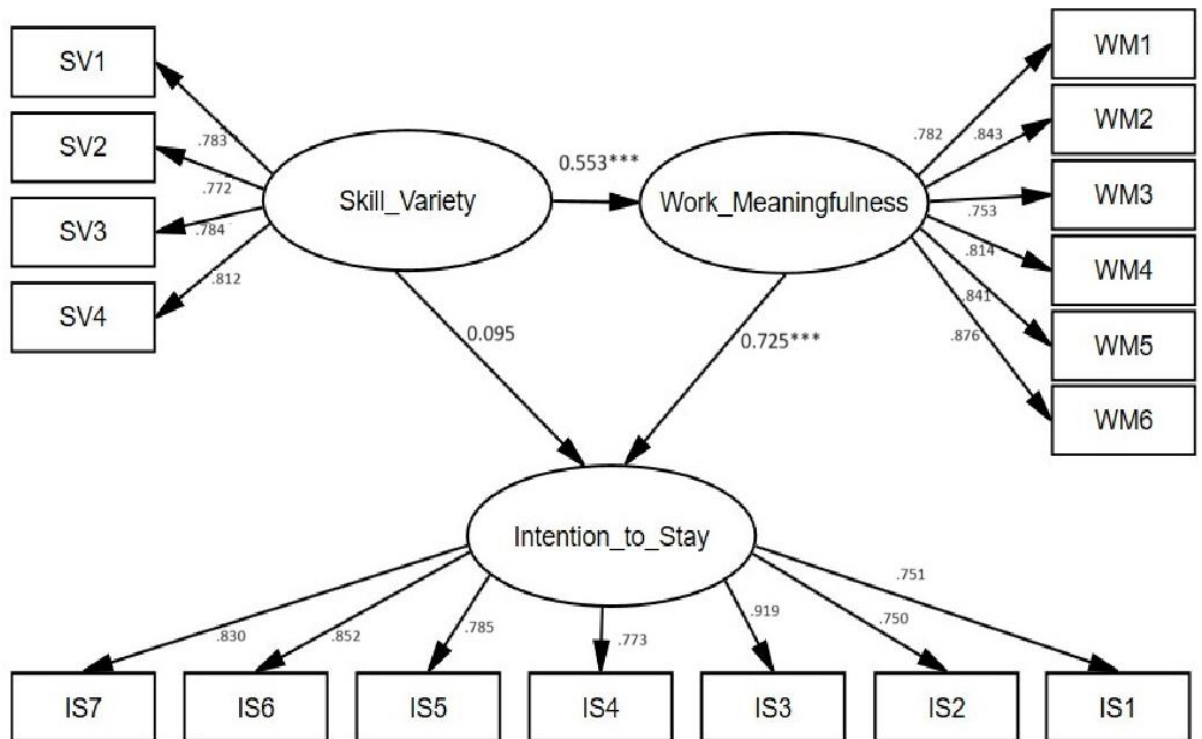 SV1
SV2
SV3
SV4
.783
.772
.784
.812
Skill_Variety
0.553***
Work_Meaningfulness
.782
.843
.753
.814
.841
.876
WM1
WM2
WM3
WM4
WM5
WM6
0.095
0.725***
Intention_to_Stay
.830
.852
.785
.773
.919
.750
.751
IS7
IS6
IS5
IS4
IS3
IS2
IS1